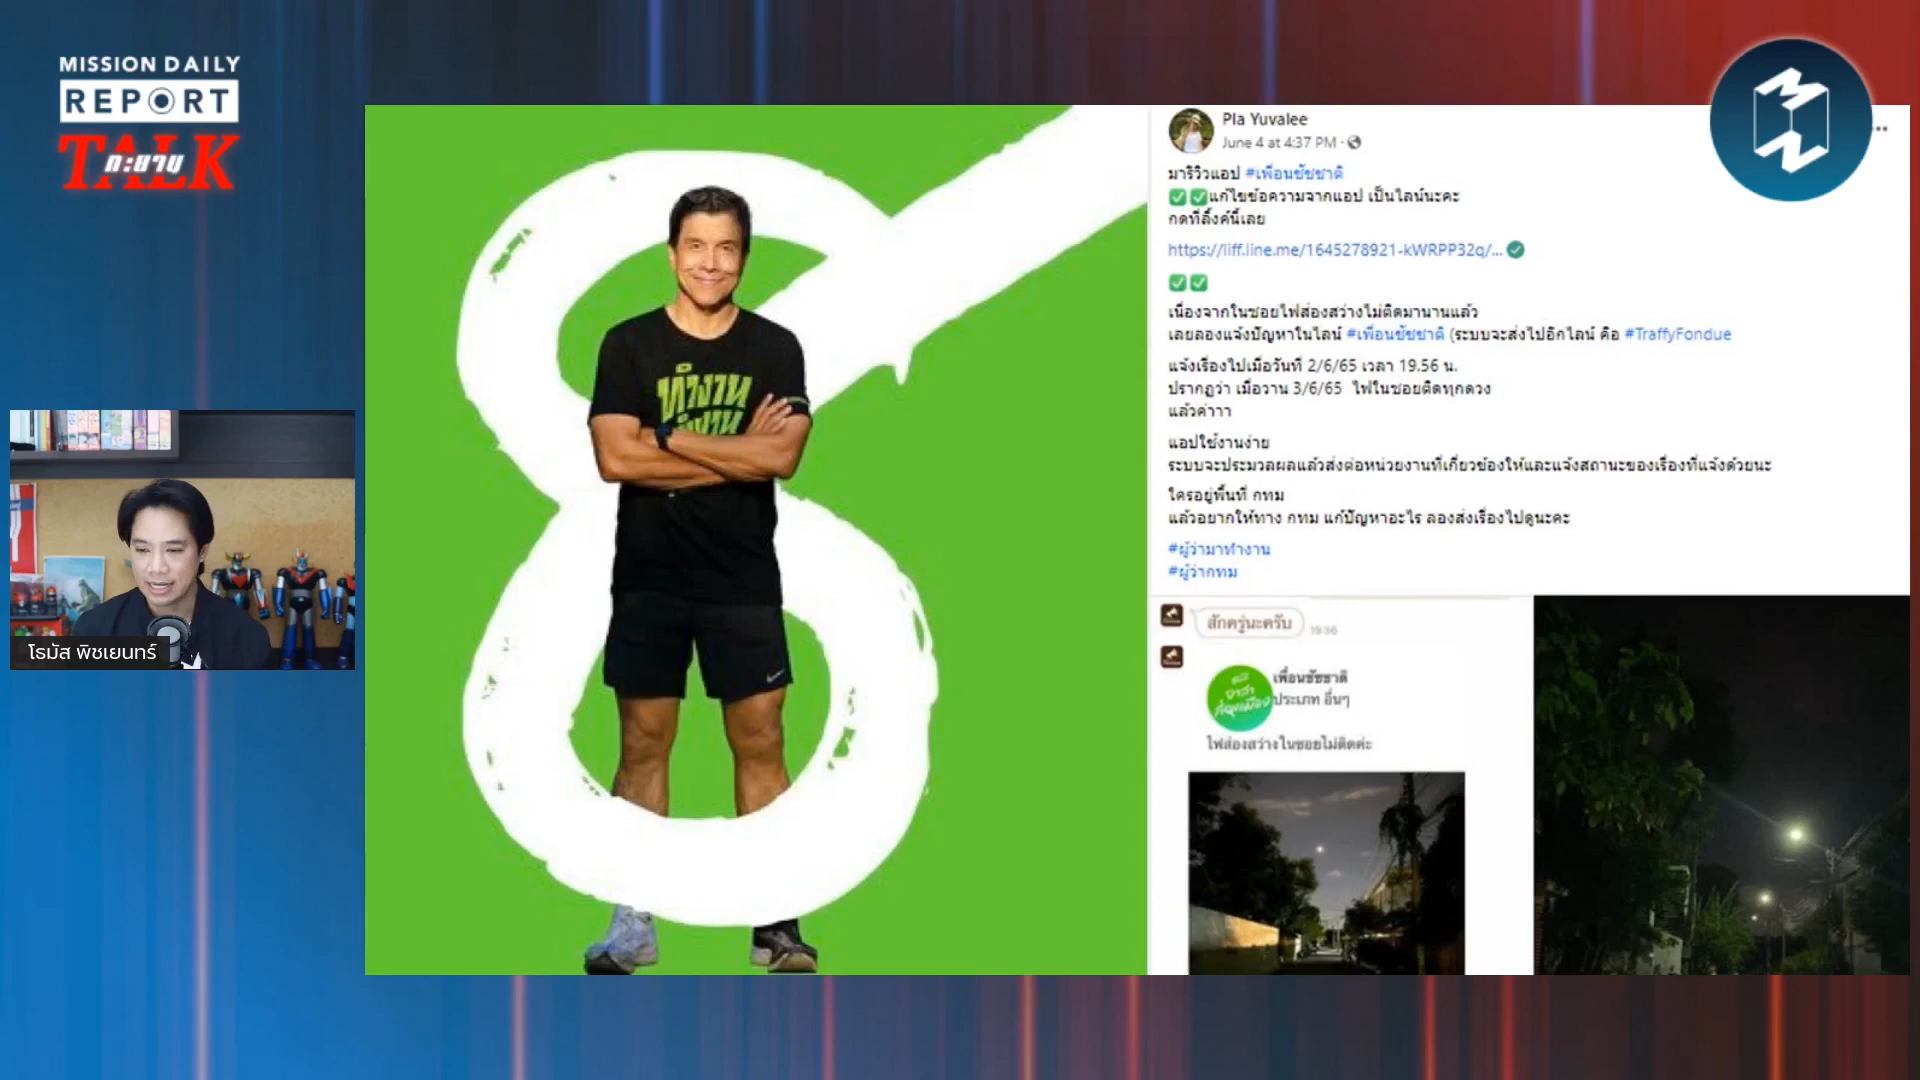 MISSION DAILY
REPORT
TALK
กะยาย
โธมัส พิชเยนทร์
8
ทำงาน
Pla Yuvalee
June 4 at 4:37 PM ·
มารีวิวแอป #เพื่อนชัชชาติ
✅✅แก้ไขข้อความจากแอป เป็นไลน์นะคะ
กดที่ลิ้งค์นี้เลย
https://liff.line.me/1645278921-kWRPP32q/...
✅✅
เนื่องจากในซอยไฟส่องสว่างไม่ติดมานานแล้ว
เลยลองแจ้งปัญหาในไลน์ #เพื่อนชัชชาติ (ระบบจะส่งไปอีกไลน์ คือ #TraffyFondue
แจ้งเรื่องไปเมื่อวันที่ 2/6/65 เวลา 19.56 น.
ปรากฏว่า เมื่อวาน 3/6/65 ไฟในซอยติดทุกดวง
แล้วค่าาา
แอปใช้งานง่าย
ระบบจะประมวลผลแล้วส่งต่อหน่วยงานที่เกี่ยวข้องให้และแจ้งสถานะของเรื่องที่แจ้งด้วยนะ
ใครอยู่พื้นที่ กทม
แล้วอยากให้ทาง กทม แก้ปัญหาอะไร ลองส่งเรื่องไปดูนะคะ
#ผู้ว่ามาทำงาน
#ผู้ว่ากทม
สักครู่นะครับ
19:56
เพื่อนชัชชาติ
ประเภท อื่นๆ
ไฟส่องสว่างในซอยไม่ติดค่ะ